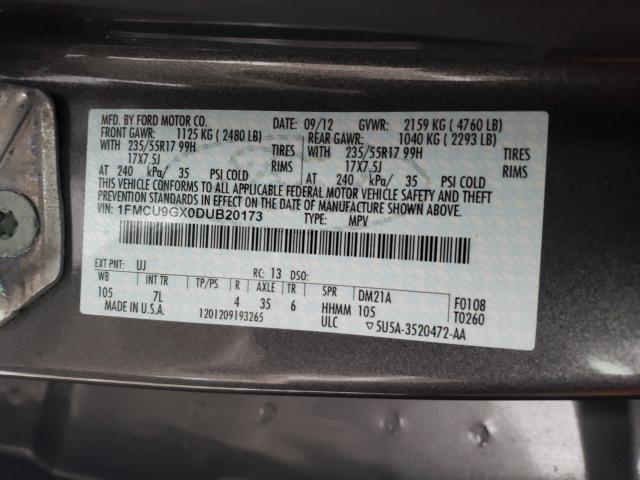 MFD. BY FORD MOTOR CO.
DATE: 09/12 GVWR: 2159 KG ( 4760 LB)
FRONT GAWR: 1125 KG ( 2480 LB) REAR GAWR: 1040 KG ( 2293 LB)
WITH 235/55R17 99H TIRES WITH 235/55R17 99H TIRES
17X7.5J RIMS 17X7.5J RIMS
AT 240 kPa/ 35 PSI COLD AT 240 kPa/ 35 PSI COLD
THIS VEHICLE CONFORMS TO ALL APPLICABLE FEDERAL MOTOR VEHICLE SAFETY AND THEFT
PREVENTION STANDARDS IN EFFECT ON THE DATE OF MANUFACTURE SHOWN ABOVE.
VIN: 1FMCU9GX0DUB20173 TYPE: MPV
EXT PNT: UJ RC: 13 DSO:
WB INT TR TP/PS R AXLE TR SPR DM21A F0108
105 7L 4 35 6 HHMM 105 T0260
MADE IN U.S.A. 1201209193265 ULC 5U5A-3520472-AA